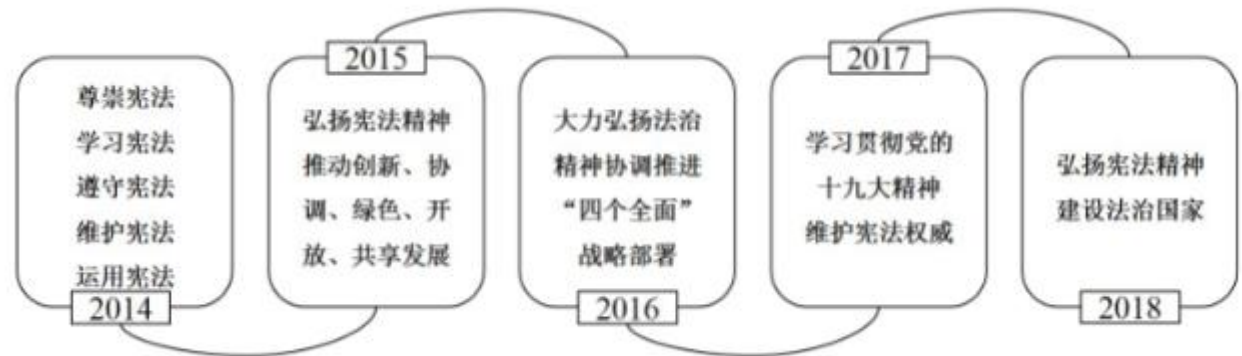 尊崇宪法
学习宪法
遵守宪法
维护宪法
运用宪法
2014
2015
弘扬宪法精神
推动创新、协
调、绿色、开
放、共享发展
大力弘扬法治
精神协调推进
“四个全面”
战略部署
2016
2017
学习贯彻党的
十九大精神
维护宪法权威
弘扬宪法精神
建设法治国家
2018